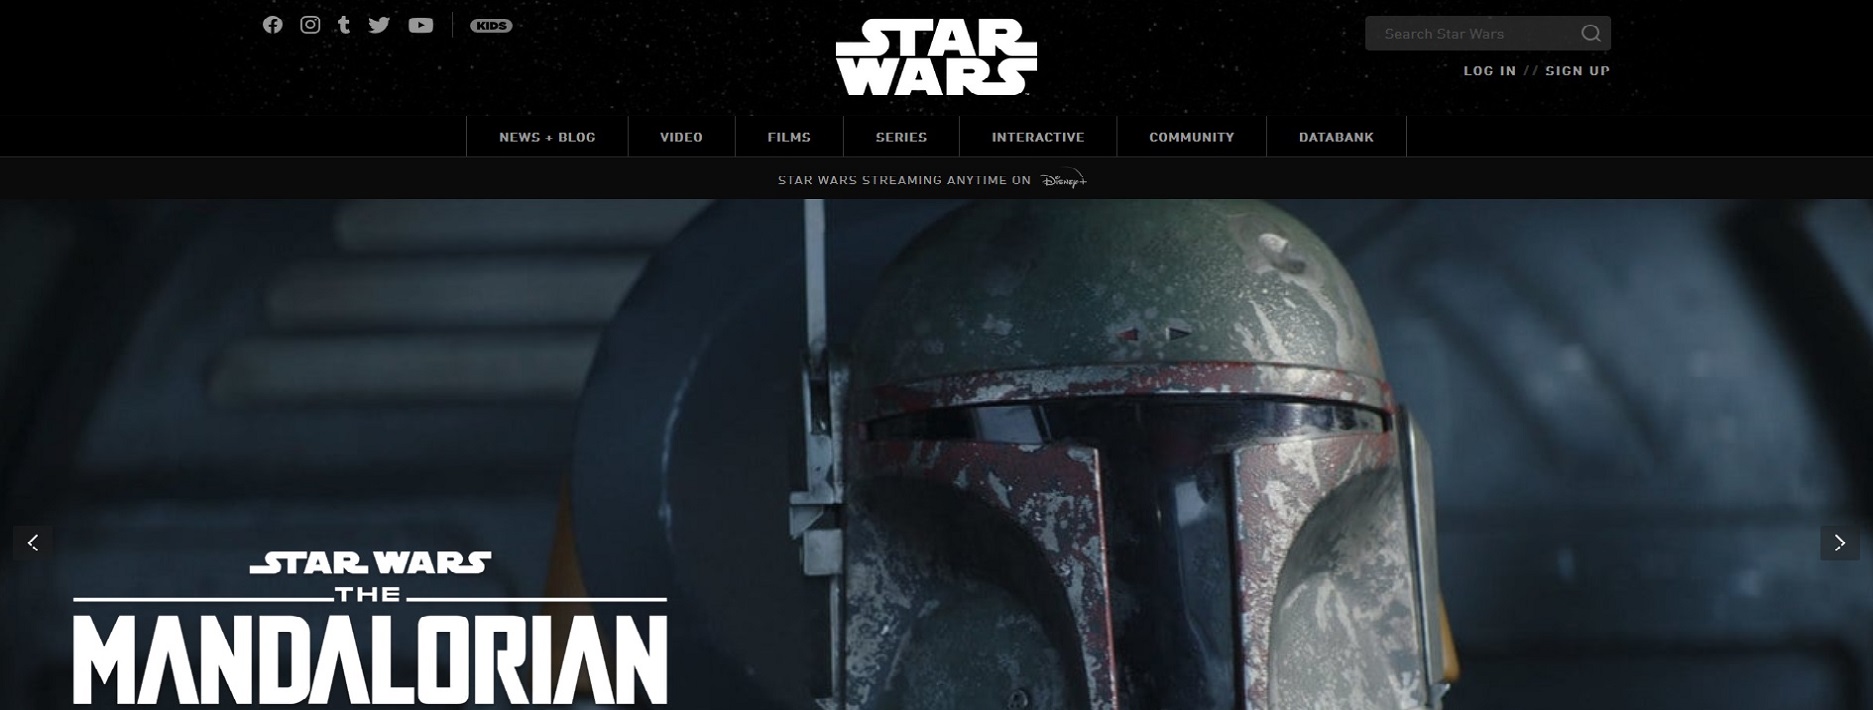 KIDS
STAR WARS
Search Star Wars
LOG IN // SIGN UP
NEWS + BLOG
VIDEO
FILMS
SERIES
INTERACTIVE
COMMUNITY
DATABANK
STAR WARS STREAMING ANYTIME ON Disney+
STAR WARS
THE
MANDALORIAN